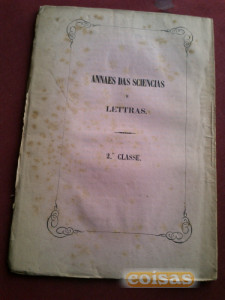 ANNAES DAS SCIENCIAS
E
LETTRAS.
2.ª CLASSE.
coisas